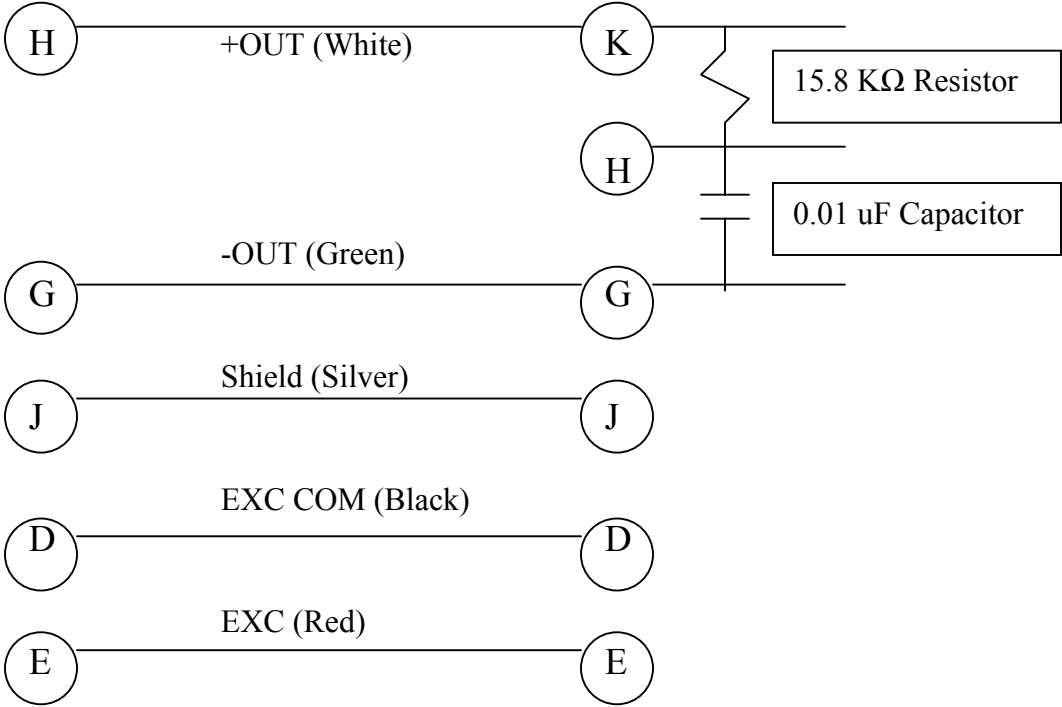 H
+OUT (White)
K
15.8 KΩ Resistor
H
0.01 uF Capacitor
-OUT (Green)
G
G
Shield (Silver)
J
J
EXC COM (Black)
D
D
EXC (Red)
E
E